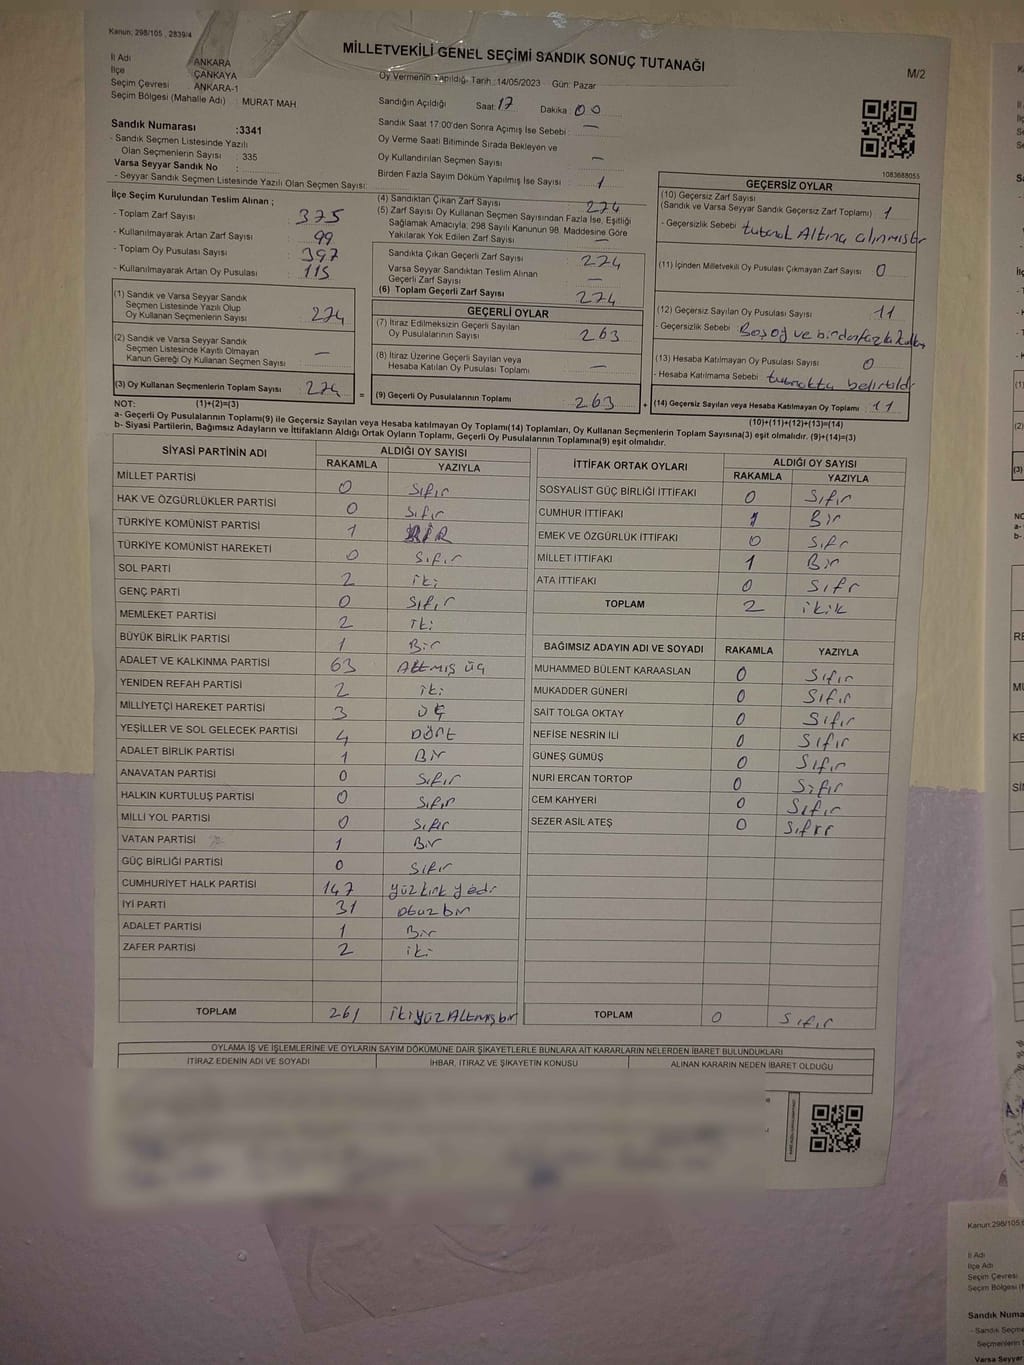 Kanun; 298/105 , 2839/4
MİLLETVEKİLİ GENEL SEÇİMİ SANDIK SONUÇ TUTANAĞI
M/2
İl Adı ANKARA
İlçe ÇANKAYA
Seçim Çevresi ANKARA-1
Seçim Bölgesi (Mahalle Adı) : MURAT MAH
Oy Vermenin Yapıldığı Tarih :14/05/2023 Gün: Pazar
Sandığın Açıldığı Saat: 17 Dakika : 00
Sandık Saat 17:00'den Sonra Açımış İse Sebebi : —
Oy Verme Saati Bitiminde Sırada Bekleyen ve
Oy Kullandırılan Seçmen Sayısı —
Birden Fazla Sayım Döküm Yapılmış İse Sayısı : 1
1083688055
Sandık Numarası :3341
- Sandık Seçmen Listesinde Yazılı
Olan Seçmenlerin Sayısı : 335
Varsa Seyyar Sandık No :
- Seyyar Sandık Seçmen Listesinde Yazılı Olan Seçmen Sayısı:
İlçe Seçim Kurulundan Teslim Alınan ;
- Toplam Zarf Sayısı : 375
- Kullanılmayarak Artan Zarf Sayısı : 99
- Toplam Oy Pusulası Sayısı : 397
- Kullanılmayarak Artan Oy Pusulası : 115
(1) Sandık ve Varsa Seyyar Sandık
Seçmen Listesinde Yazılı Olup
Oy Kullanan Seçmenlerin Sayısı : 274
(2) Sandık ve Varsa Seyyar Sandık
Seçmen Listesinde Kayıtlı Olmayan
Kanun Gereği Oy Kullanan Seçmen Sayısı : —
(3) Oy Kullanan Seçmenlerin Toplam Sayısı : 274
(4) Sandıktan Çıkan Zarf Sayısı : 274
(5) Zarf Sayısı Oy Kullanan Seçmen Sayısından Fazla İse, Eşitliği
Sağlamak Amacıyla; 298 Sayılı Kanunun 98. Maddesine Göre
Yakılarak Yok Edilen Zarf Sayısı : —
Sandıkta Çıkan Geçerli Zarf Sayısı : 274
Varsa Seyyar Sandıktan Teslim Alınan
Geçerli Zarf Sayısı : —
(6) Toplam Geçerli Zarf Sayısı 274
GEÇERLİ OYLAR
(7) İtiraz Edilmeksizin Geçerli Sayılan
Oy Pusulalarının Sayısı : 263
(8) İtiraz Üzerine Geçerli Sayılan veya
Hesaba Katılan Oy Pusulası Toplamı : —
= (9) Geçerli Oy Pusulalarının Toplamı : 263
GEÇERSİZ OYLAR
(10) Geçersiz Zarf Sayısı
(Sandık ve Varsa Seyyar Sandık Geçersiz Zarf Toplamı) : 1
- Geçersizlik Sebebi : tutanak Altına alınmıştır
(11) İçinden Milletvekili Oy Pusulası Çıkmayan Zarf Sayısı : 0
(12) Geçersiz Sayılan Oy Pusulası Sayısı : 11
- Geçersizlik Sebebi : Boş oy ve birden fazla
(13) Hesaba Katılmayan Oy Pusulası Sayısı : 0
- Hesaba Katılmama Sebebi : tutnakta belirtildi
+ (14) Geçersiz Sayılan veya Hesaba Katılmayan Oy Toplamı : 11
NOT: (1)+(2)=(3) (10)+(11)+(12)+(13)=(14)
a- Geçerli Oy Pusulalarının Toplamı(9) ile Geçersiz Sayılan veya Hesaba katılmayan Oy Toplamı(14) Toplamları, Oy Kullanan Seçmenlerin Toplam Sayısına(3) eşit olmalıdır. (9)+(14)=(3)
b- Siyasi Partilerin, Bağımsız Adayların ve İttifakların Aldığı Ortak Oyların Toplamı, Geçerli Oy Pusulalarının Toplamına(9) eşit olmalıdır.
SİYASİ PARTİNİN ADI ALDIĞI OY SAYISI
RAKAMLA YAZIYLA
MİLLET PARTİSİ 0 Sıfır
HAK VE ÖZGÜRLÜKLER PARTİSİ 0 Sıfır
TÜRKİYE KOMÜNİST PARTİSİ 1 BİR
TÜRKİYE KOMÜNİST HAREKETİ 0 Sıfır
SOL PARTİ 2 iki
GENÇ PARTİ 0 Sıfır
MEMLEKET PARTİSİ 2 İki
BÜYÜK BİRLİK PARTİSİ 1 Bir
ADALET VE KALKINMA PARTİSİ 63 ALtmış üç
YENİDEN REFAH PARTİSİ 2 iki
MİLLİYETÇİ HAREKET PARTİSİ 3 üç
YEŞİLLER VE SOL GELECEK PARTİSİ 4 Dört
ADALET BİRLİK PARTİSİ 1 Bir
ANAVATAN PARTİSİ 0 Sıfır
HALKIN KURTULUŞ PARTİSİ 0 Sıfır
MİLLİ YOL PARTİSİ 0 Sıfır
VATAN PARTİSİ 1 Bir
GÜÇ BİRLİĞİ PARTİSİ 0 Sıfır
CUMHURİYET HALK PARTİSİ 147 yüz kırk yedi
İYİ PARTİ 31 otuz bir
ADALET PARTİSİ 1 Bir
ZAFER PARTİSİ 2 iki
TOPLAM 261 ikiyüz ALtmış bir
İTTİFAK ORTAK OYLARI ALDIĞI OY SAYISI
RAKAMLA YAZIYLA
SOSYALİST GÜÇ BİRLİĞİ İTTİFAKI 0 Sıfır
CUMHUR İTTİFAKI 1 Bir
EMEK VE ÖZGÜRLÜK İTTİFAKI 0 Sıfr
MİLLET İTTİFAKI 1 Bir
ATA İTTİFAKI 0 Sıfr
TOPLAM 2 ikik
BAĞIMSIZ ADAYIN ADI VE SOYADI RAKAMLA YAZIYLA
MUHAMMED BÜLENT KARAASLAN 0 Sıfır
MUKADDER GÜNERİ 0 Sıfır
SAİT TOLGA OKTAY 0 Sıfır
NEFİSE NESRİN İLİ 0 Sıfır
GÜNEŞ GÜMÜŞ 0 Sıfır
NURİ ERCAN TORTOP 0 Sıfır
CEM KAHYERİ 0 Sıfır
SEZER ASİL ATEŞ 0 Sıfır
TOPLAM 0 Sıfır
OYLAMA İŞ VE İŞLEMLERİNE VE OYLARIN SAYIM DÖKÜMÜNE DAİR ŞİKAYETLERLE BUNLARA AİT KARARLARIN NELERDEN İBARET BULUNDUKLARI
İTİRAZ EDENİN ADI VE SOYADI İHBAR, İTİRAZ VE ŞİKAYETİN KONUSU ALINAN KARARIN NEDEN İBARET OLDUĞU
Kanun;298/105;
İl Adı
İlçe Adı
Seçim Çevresi
Seçim Bölgesi
Sandık Numa
- Sandık Seçme
Seçmenlerin
Varsa Seyyar